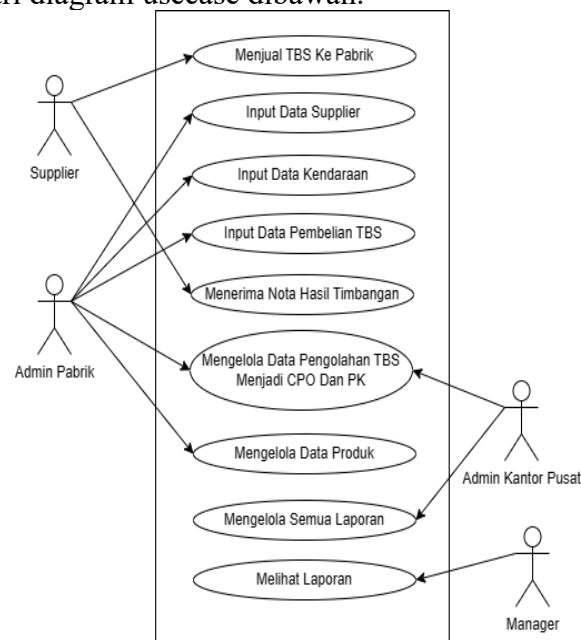 ari diagram usecase dibawah.
Menjual TBS Ke Pabrik
Input Data Supplier
Supplier
Input Data Kendaraan
Input Data Pembelian TBS
Menerima Nota Hasil Timbangan
Admin Pabrik
Mengelola Data Pengolahan TBS
Menjadi CPO Dan PK
Mengelola Data Produk
Admin Kantor Pusat
Mengelola Semua Laporan
Melihat Laporan
Manager